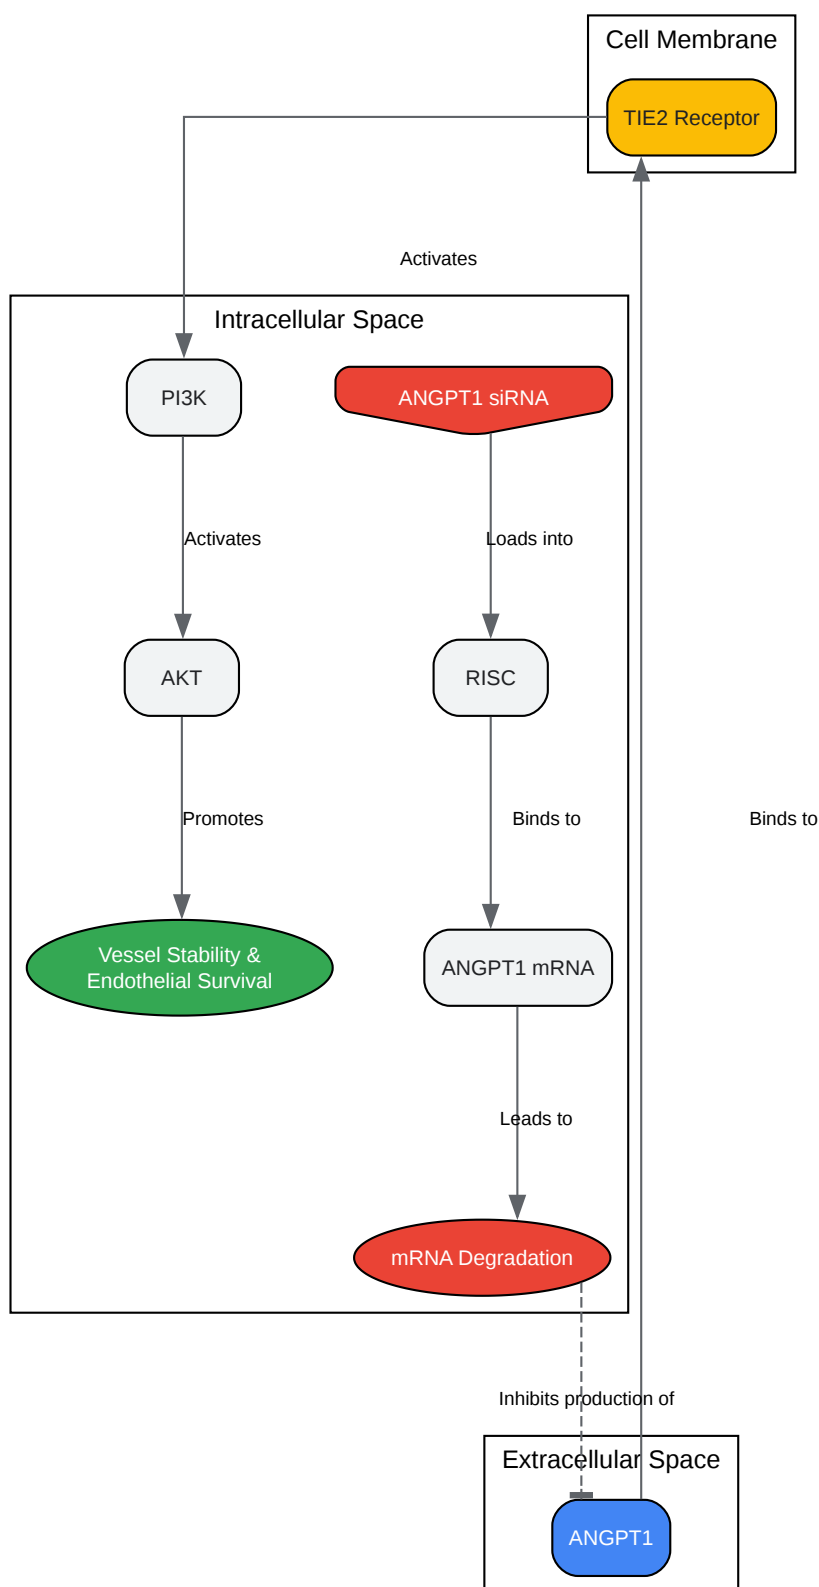 Cell Membrane
TIE2 Receptor
Activates
Intracellular Space
PI3K
ANGPT1 siRNA
Activates
Loads into
AKT
RISC
Promotes
Binds to
Binds to
Vessel Stability &
Endothelial Survival
ANGPT1 mRNA
Leads to
mRNA Degradation
Inhibits production of
Extracellular Space
ANGPT1